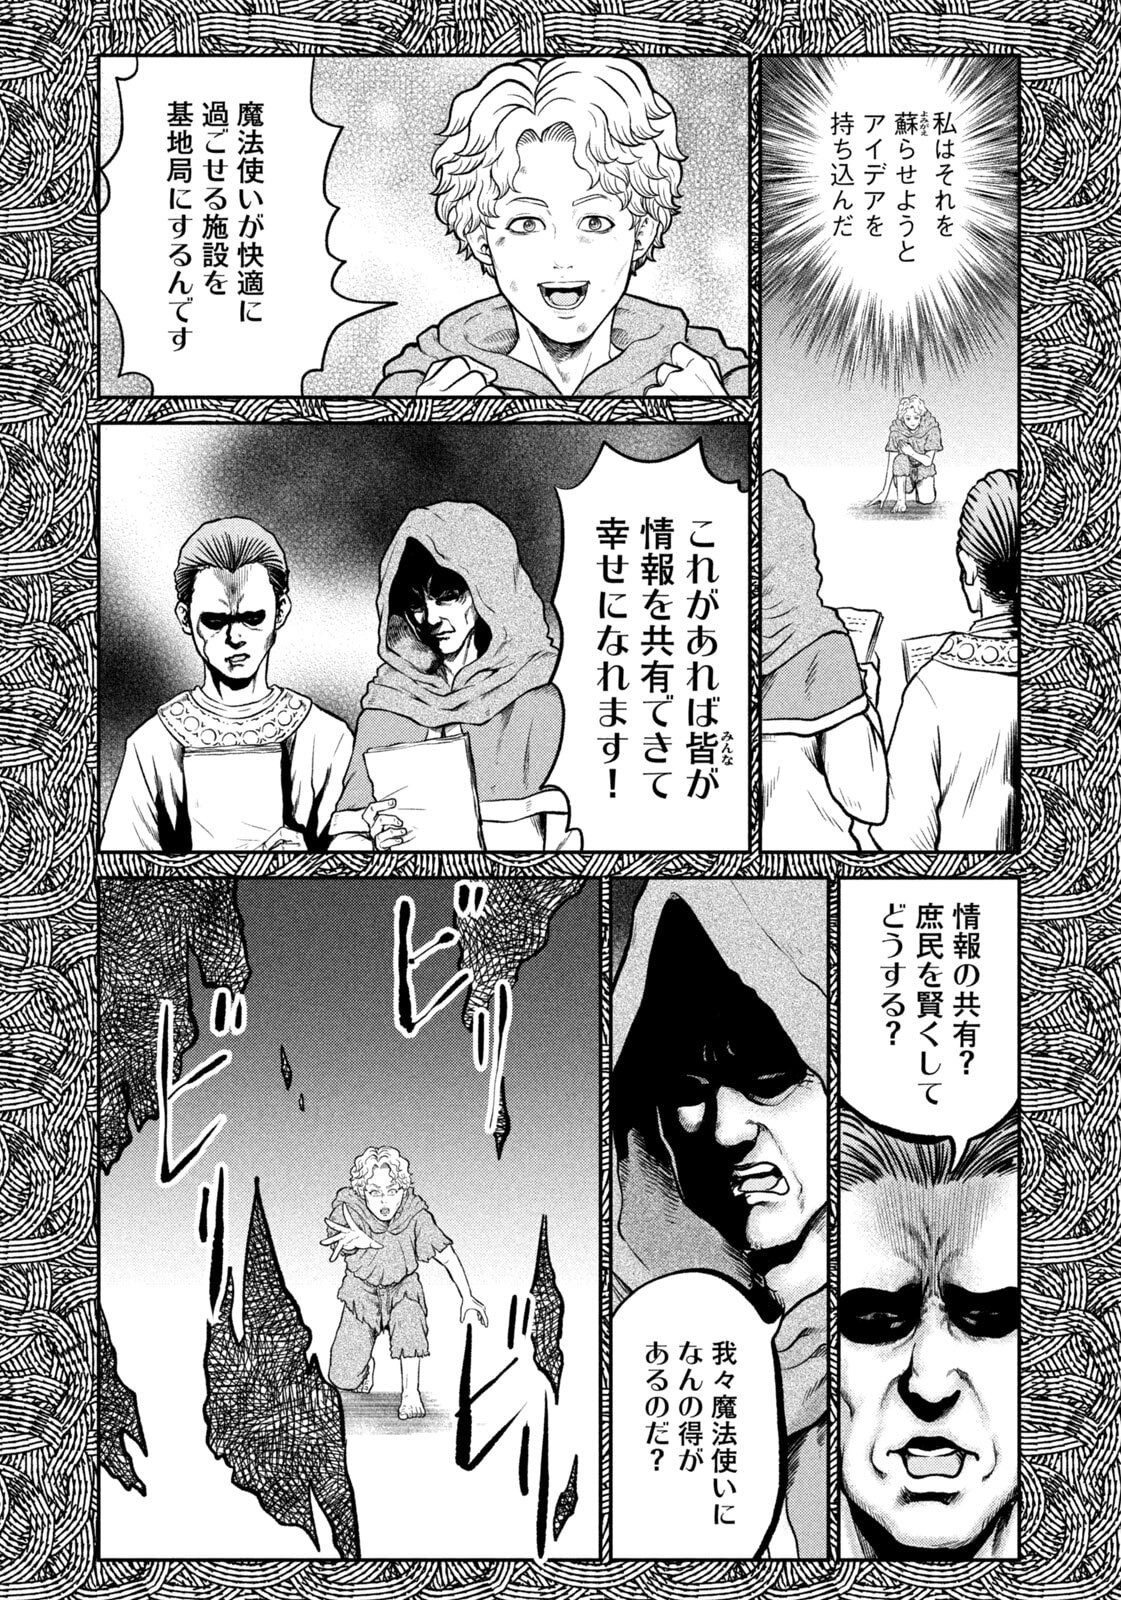 私はそれを
蘇らせようと
アイデアを
持ち込んだ
魔法使いが快適に
過ごせる施設を
基地局にするんです
これがあれば皆が
情報を共有できて
幸せになれます！
情報の共有？
庶民を賢くして
どうする？
我々魔法使いに
なんの得が
あるのだ？
ビビ
ビリ
ビリ